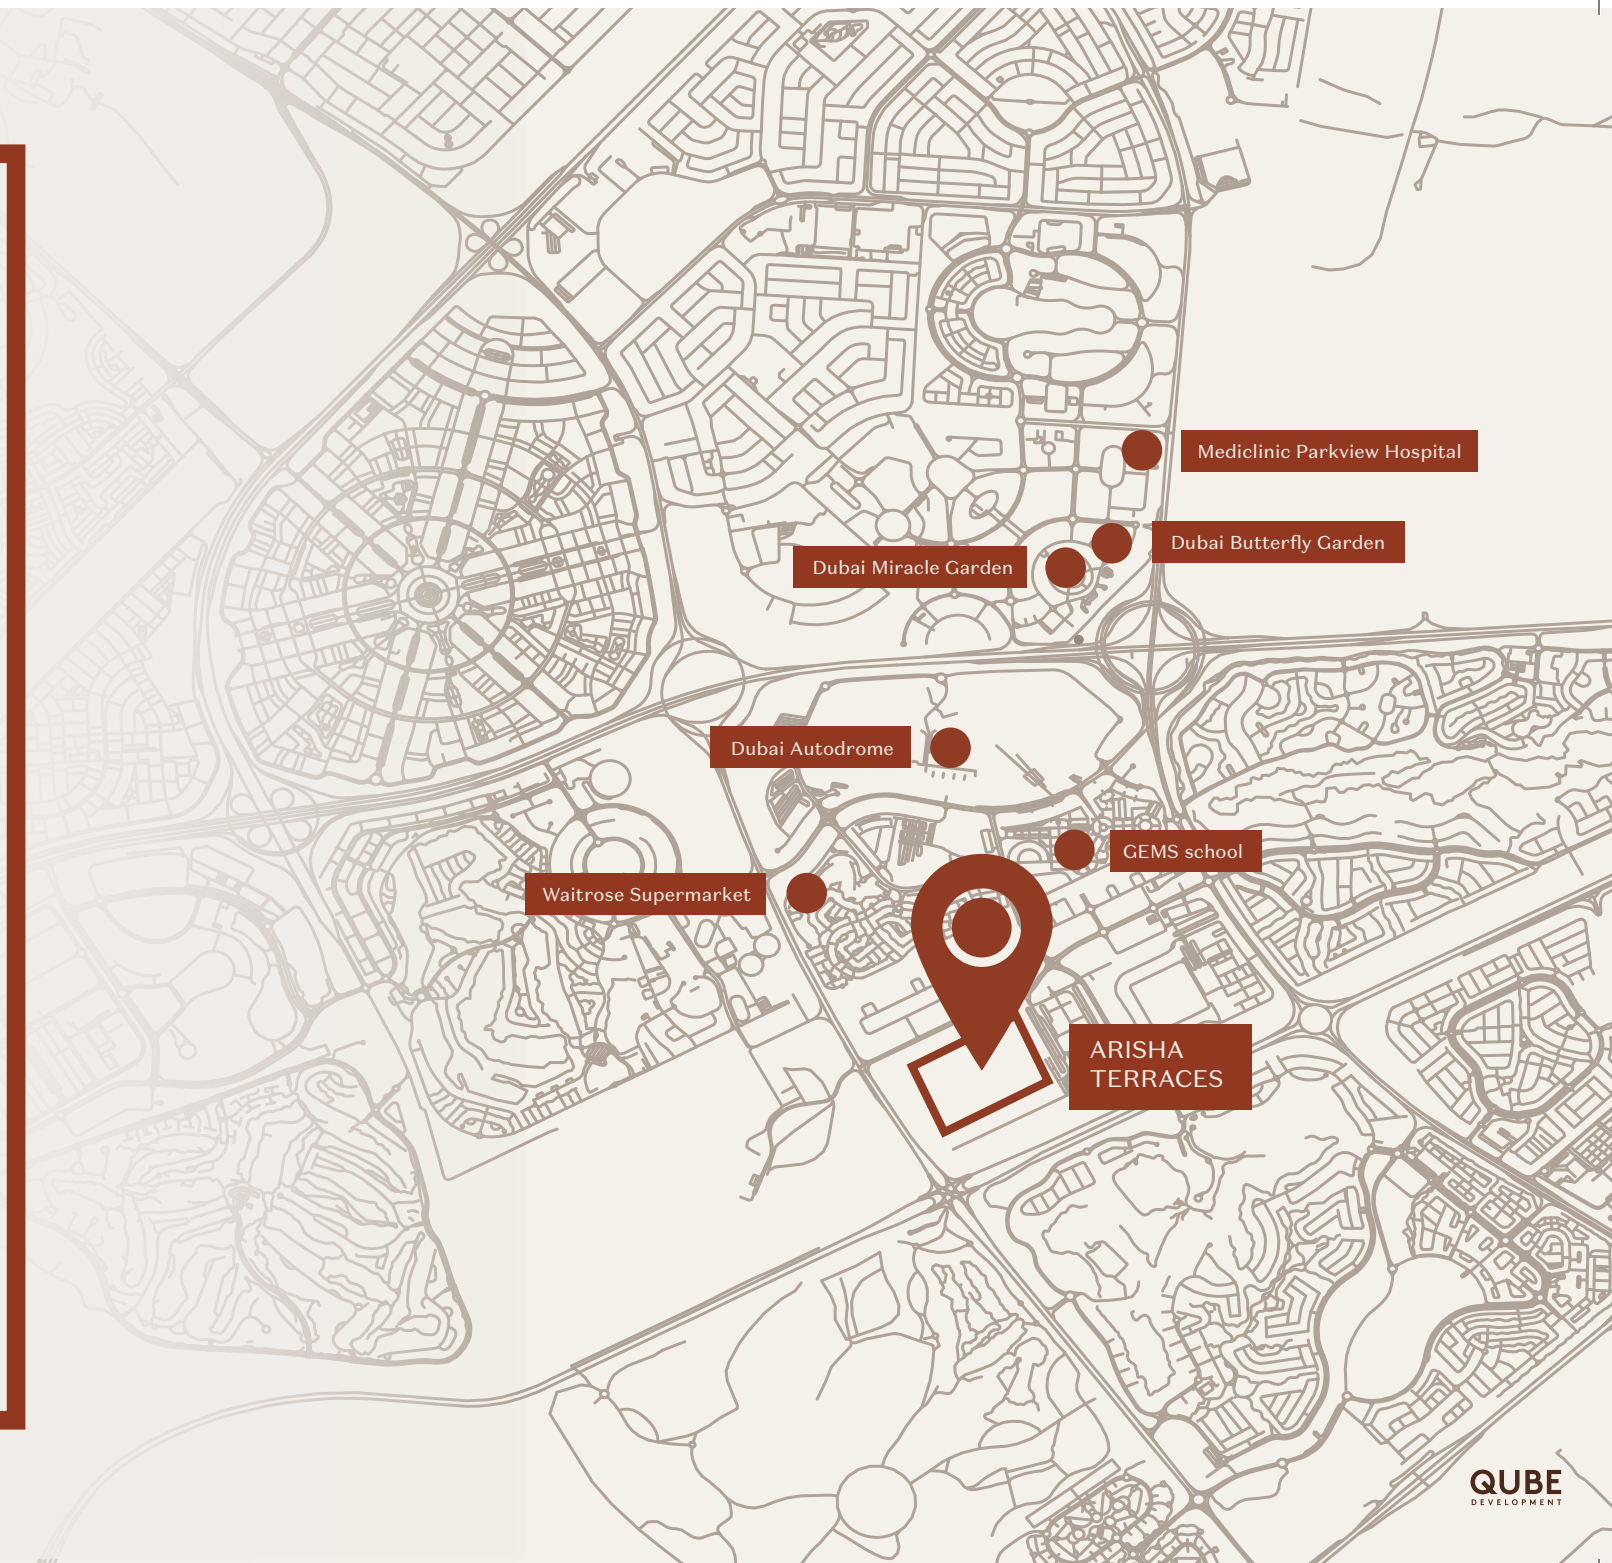 Mediclinic Parkview Hospital
Dubai Butterfly Garden
Dubai Miracle Garden
Dubai Autodrome
GEMS school
Waitrose Supermarket
ARISHA
TERRACES
QUBE
DEVELOPMENT